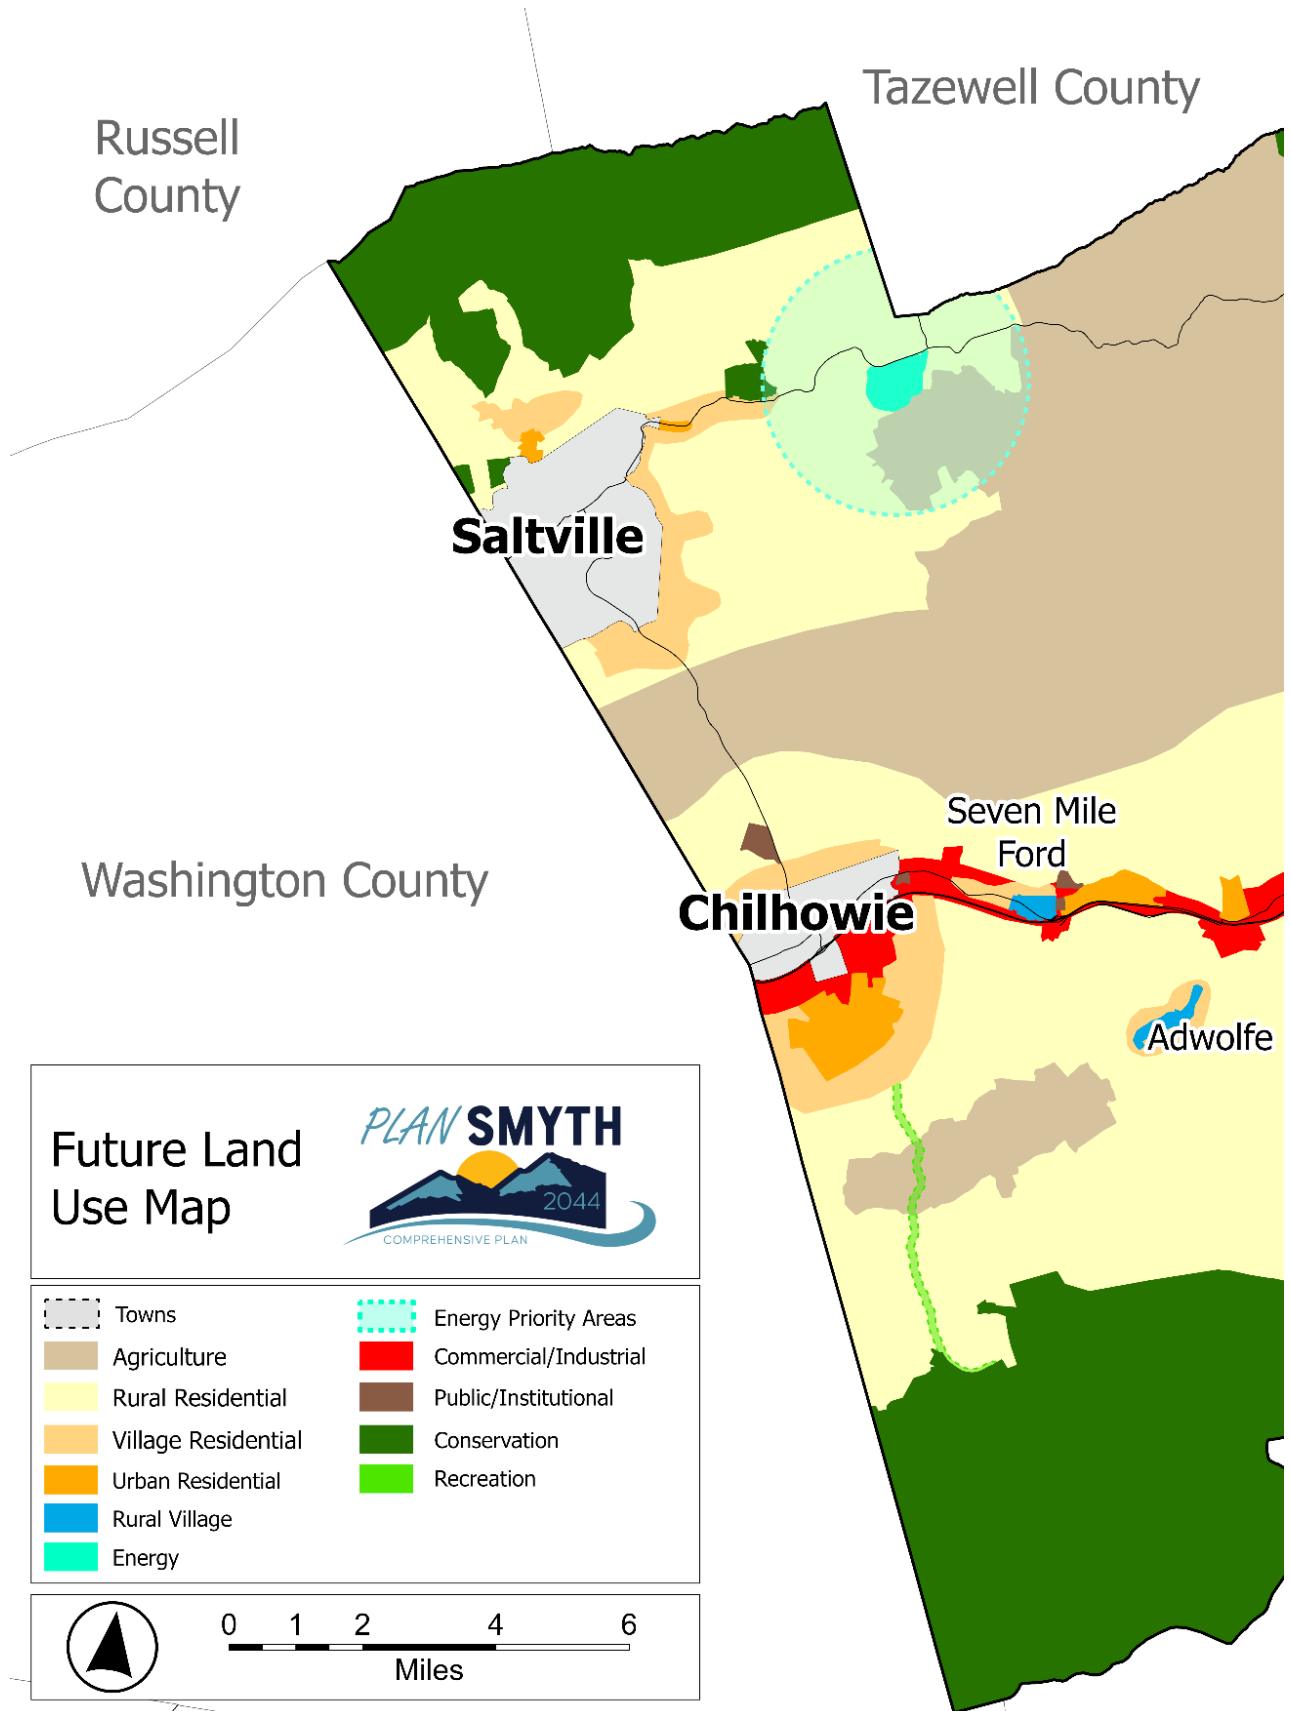 Tazewell County
Russell
County
Saltville
Seven Mile
Ford
Washington County
Chilhowie
Adwolfe
Future Land
Use Map
PLAN SMYTH
2044
COMPREHENSIVE PLAN
Towns
Agriculture
Rural Residential
Village Residential
Urban Residential
Rural Village
Energy
Energy Priority Areas
Commercial/Industrial
Public/Institutional
Conservation
Recreation
0 1 2 4 6
Miles